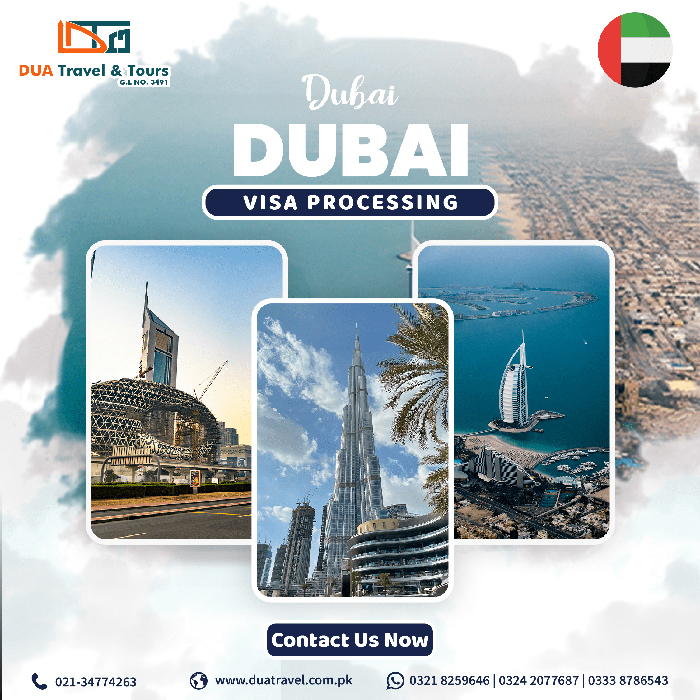 DUA Travel & Tours
G.L NO. 3491
Dubai
DUBAI
VISA PROCESSING
Contact Us Now
021-34774263
www.duatravel.com.pk
0321 8259646 | 0324 2077687 | 0333 8786543